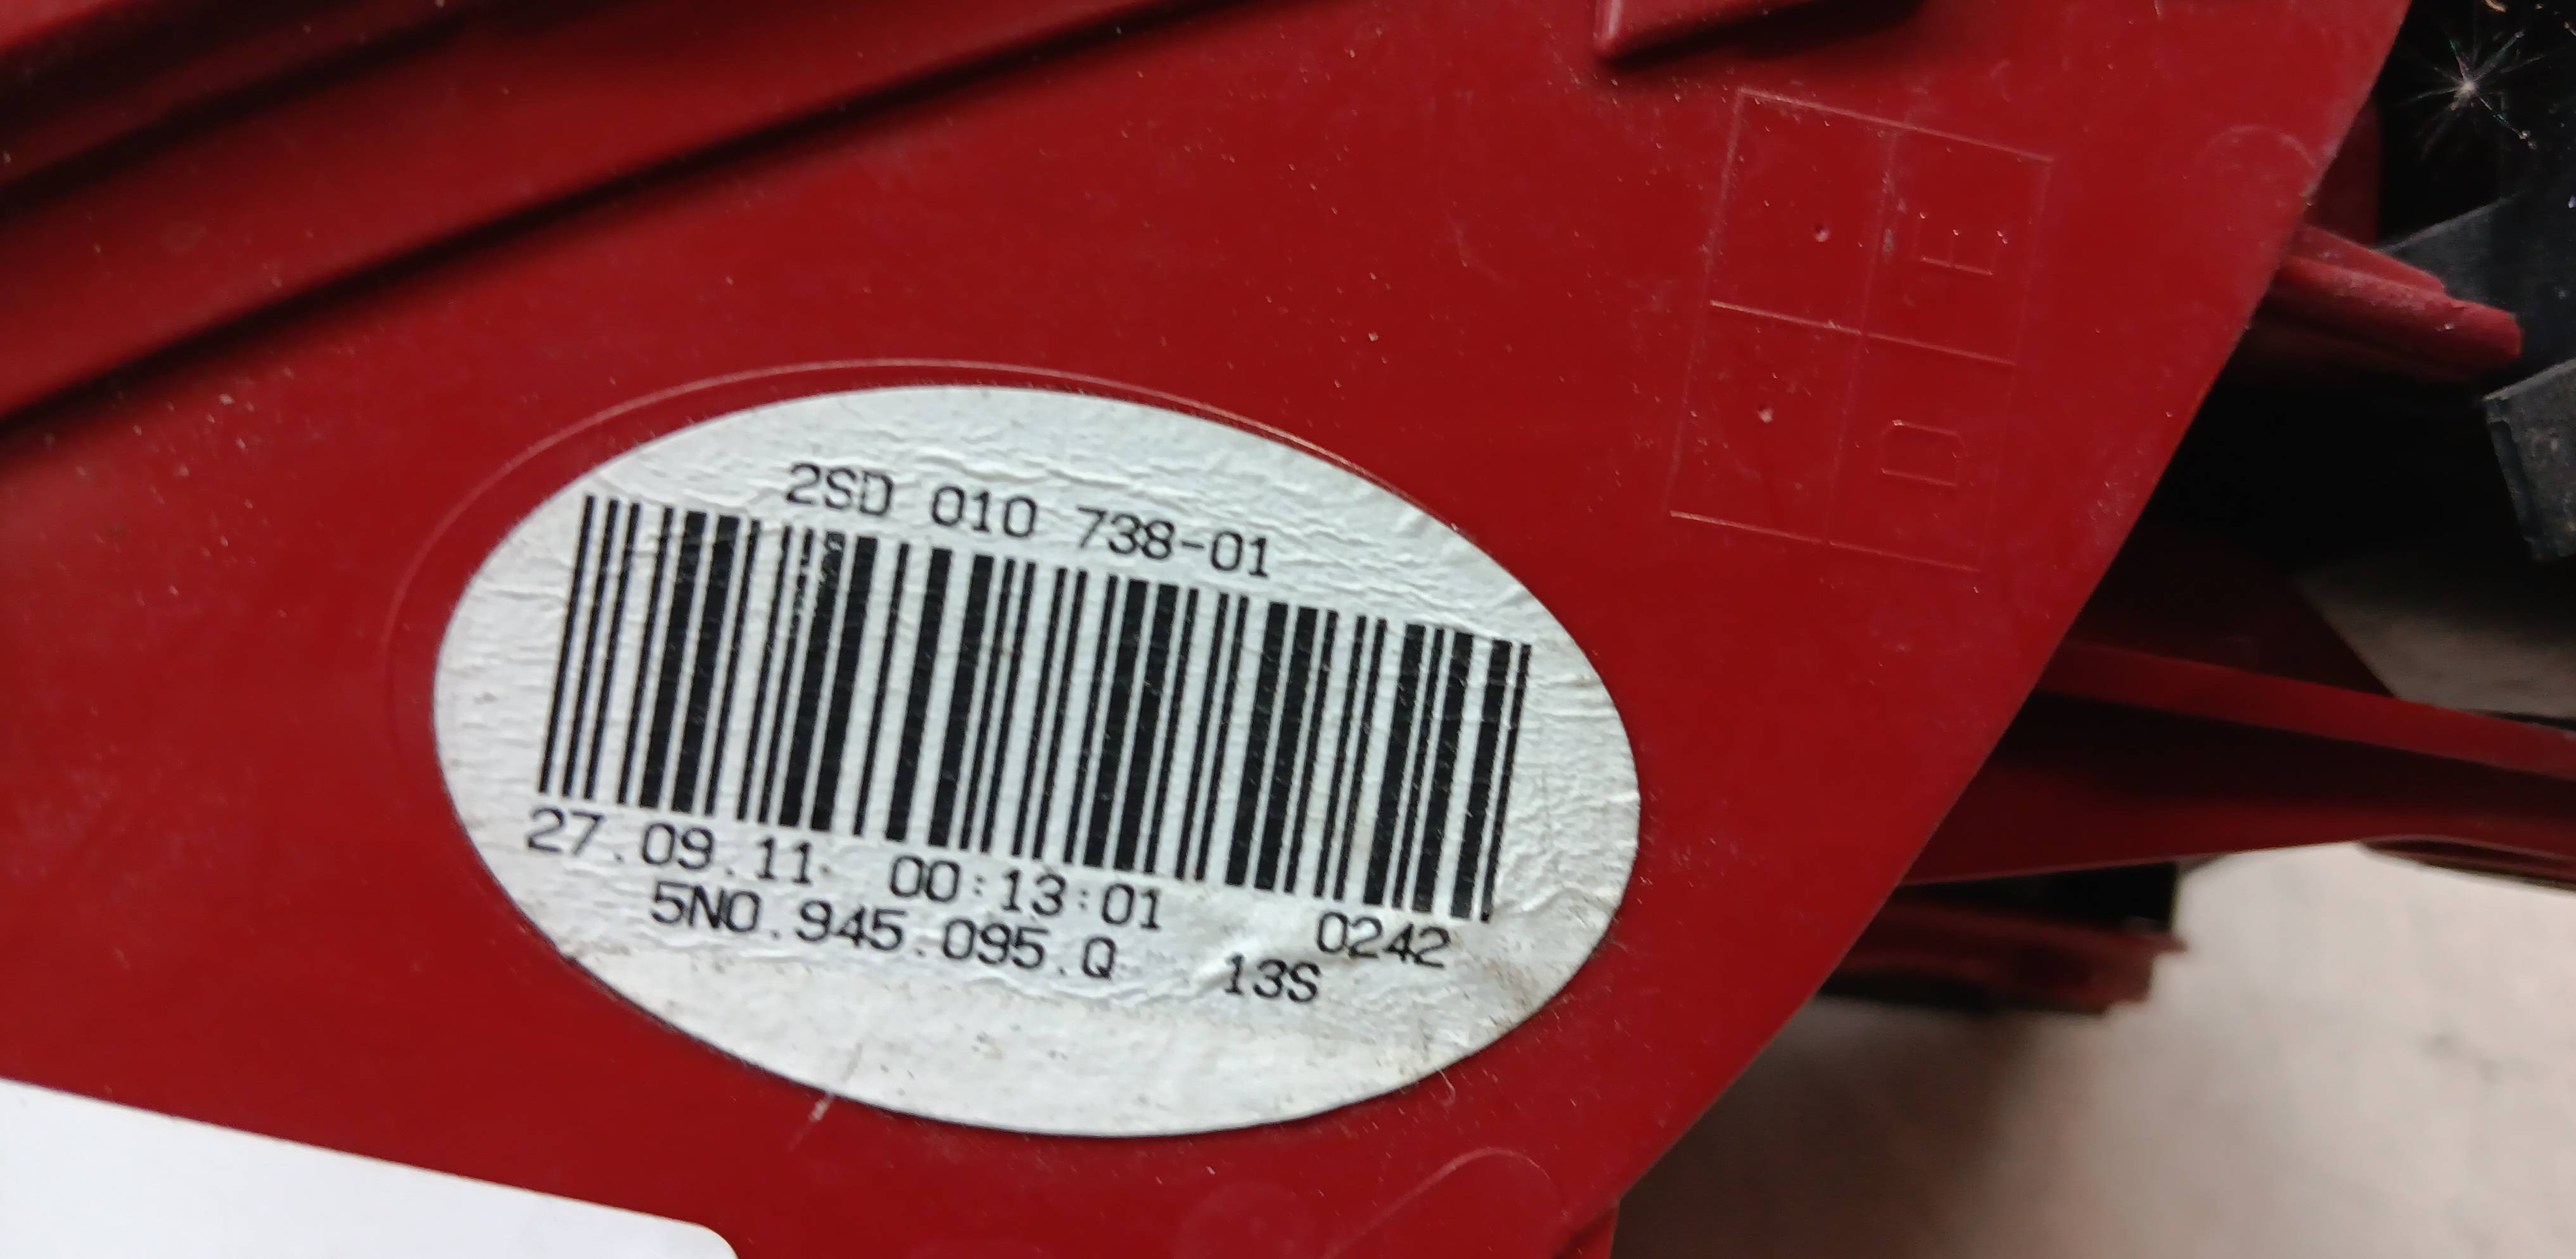 2SD 010 738-01
27.09.11 00:13:01 0242
5N0.945.095.Q 13S
E
D